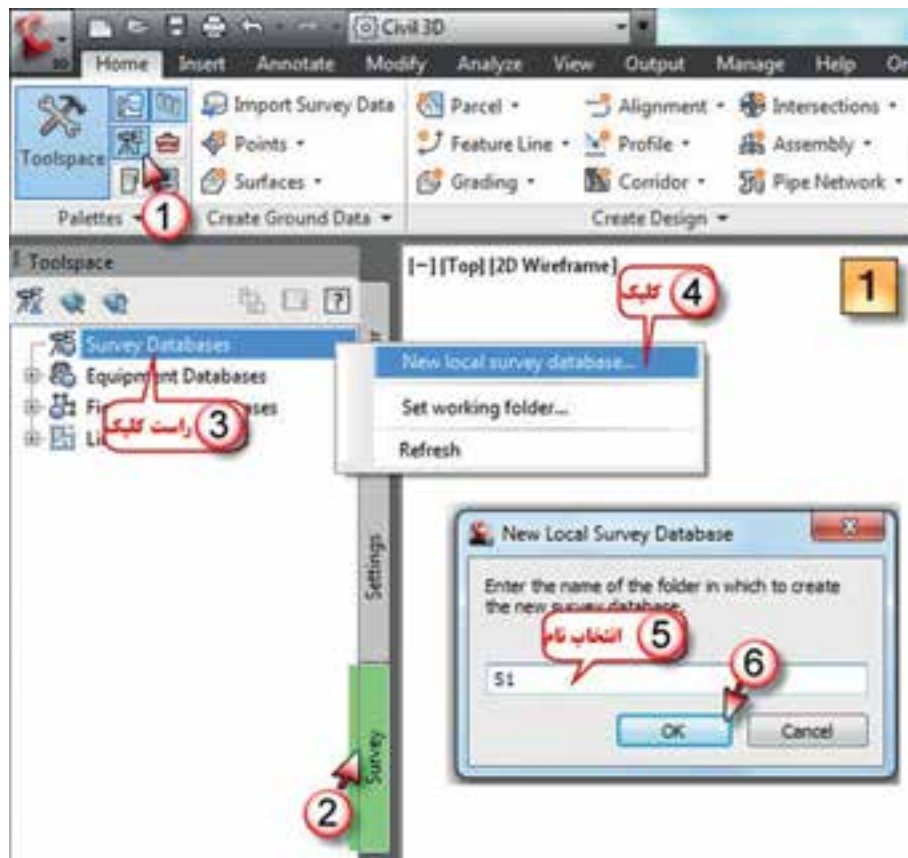 Civil 3D
Home Insert Annotate Modify Analyze View Output Manage Help
Toolspace
Import Survey Data
Points
Surfaces
Parcel
Feature Line
Grading
Alignment
Profile
Corridor
Intersections
Assembly
Pipe Network
Palettes
Create Ground Data
Create Design
1
Toolspace
[−] [Top] [2D Wireframe]
1
4 کلیک
Survey Databases
Equipment Databases
3 راست کلیک
New local survey database...
Set working folder...
Refresh
Settings
Survey
2
New Local Survey Database
Enter the name of the folder in which to create
the new survey database.
5 انتخاب نام
6
OK
Cancel